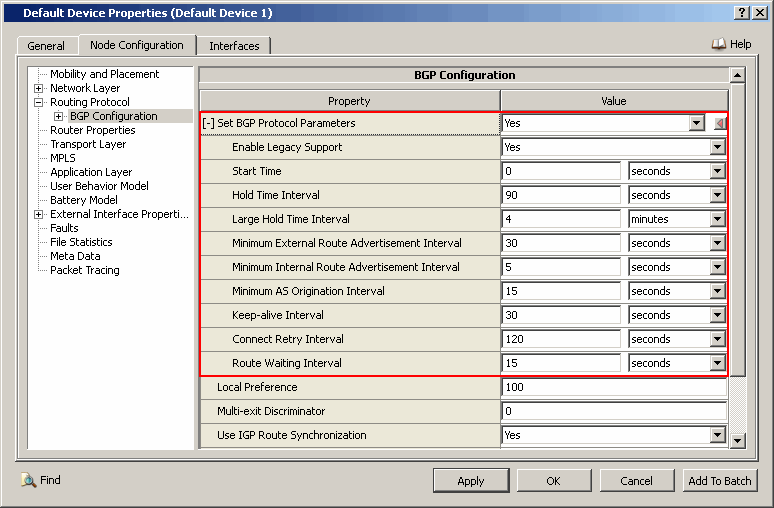 Default Device Properties (Default Device 1)
General Node Configuration Interfaces Help
Mobility and Placement
Network Layer
Routing Protocol
BGP Configuration
Router Properties
Transport Layer
MPLS
Application Layer
User Behavior Model
Battery Model
External Interface Properti...
Faults
File Statistics
Meta Data
Packet Tracing
BGP Configuration
Property Value
[-] Set BGP Protocol Parameters Yes
Enable Legacy Support Yes
Start Time 0 seconds
Hold Time Interval 90 seconds
Large Hold Time Interval 4 minutes
Minimum External Route Advertisement Interval 30 seconds
Minimum Internal Route Advertisement Interval 5 seconds
Minimum AS Origination Interval 15 seconds
Keep-alive Interval 30 seconds
Connect Retry Interval 120 seconds
Route Waiting Interval 15 seconds
Local Preference 100
Multi-exit Discriminator 0
Use IGP Route Synchronization Yes
Find Apply OK Cancel Add To Batch